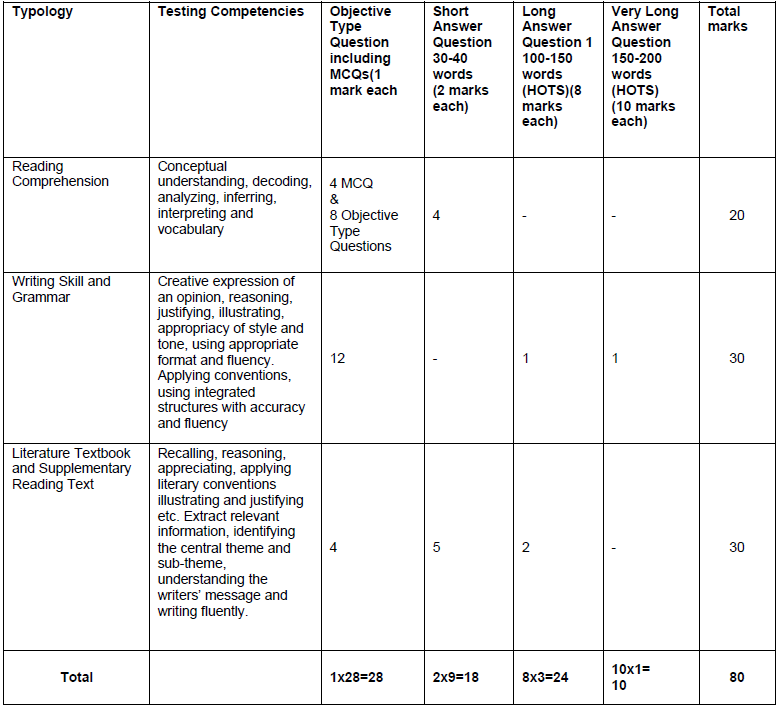 Typology
Testing Competencies
Objective
Type
Question
including
MCQs(1
mark each
Short
Answer
Question
30-40
words
(2 marks
each)
Long
Answer
Question 1
100-150
words
(HOTS)(8
marks
each)
Very Long
Answer
Question
150-200
words
(HOTS)
(10 marks
each)
Total
marks
Reading
Comprehension
Conceptual
understanding, decoding,
analyzing, inferring,
interpreting and
vocabulary
4 MCQ
&
8 Objective
Type
Questions
4
-
-
20
Writing Skill and
Grammar
Creative expression of
an opinion, reasoning,
justifying, illustrating,
appropriacy of style and
tone, using appropriate
format and fluency.
Applying conventions,
using integrated
structures with accuracy
and fluency
12
-
1
1
30
Literature Textbook
and Supplementary
Reading Text
Recalling, reasoning,
appreciating, applying
literary conventions
illustrating and justifying
etc. Extract relevant
information, identifying
the central theme and
sub-theme,
understanding the
writers' message and
writing fluently.
4
5
2
-
30
Total
1x28=28
2x9=18
8x3=24
10x1=
10
80